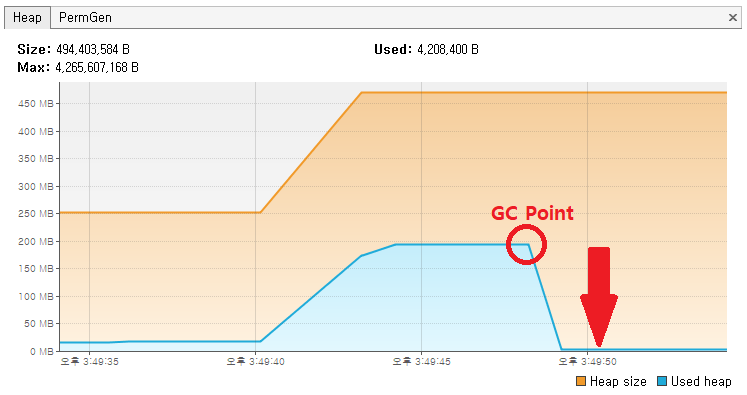 Heap PermGen ×
Size: 494,403,584 B Used: 4,208,400 B
Max: 4,265,607,168 B
450 MB
400 MB
350 MB
300 MB
250 MB
GC Point
200 MB
150 MB
100 MB
50 MB
0 MB
오후 3:49:35 오후 3:49:40 오후 3:49:45 오후 3:49:50
Heap size Used heap